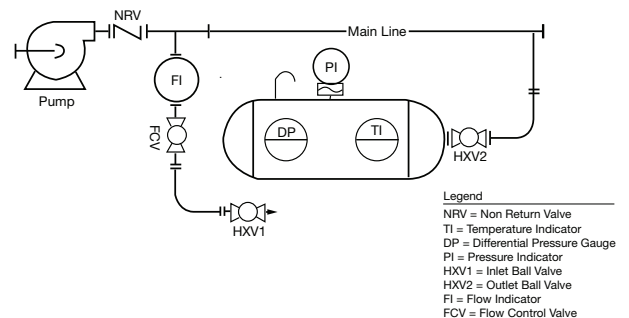 NRV
Main Line
PI
FI
Pump
DP
TI
FCV
HXV2
HXV1
Legend
NRV = Non Return Valve
TI = Temperature Indicator
DP = Differential Pressure Gauge
PI = Pressure Indicator
HXV1 = Inlet Ball Valve
HXV2 = Outlet Ball Valve
FI = Flow Indicator
FCV = Flow Control Valve